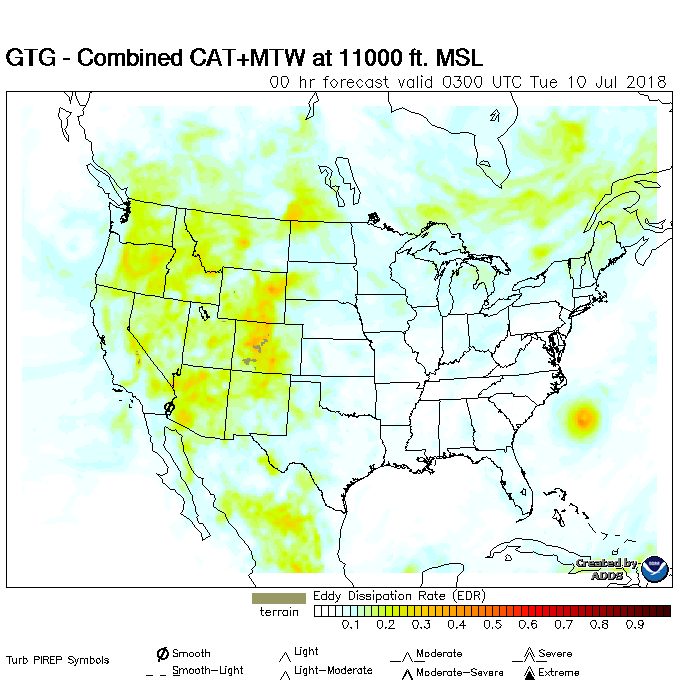 GTG - Combined CAT+MTW at 11000 ft. MSL
00 hr forecast valid 0300 UTC Tue 10 Jul 2018
Created by
ADDS
Eddy Dissipation Rate (EDR)
terrain
0.1 0.2 0.3 0.4 0.5 0.6 0.7 0.8 0.9
Turb PIREP Symbols
Smooth Light Moderate Severe
Smooth-Light Light-Moderate Moderate-Severe Extreme